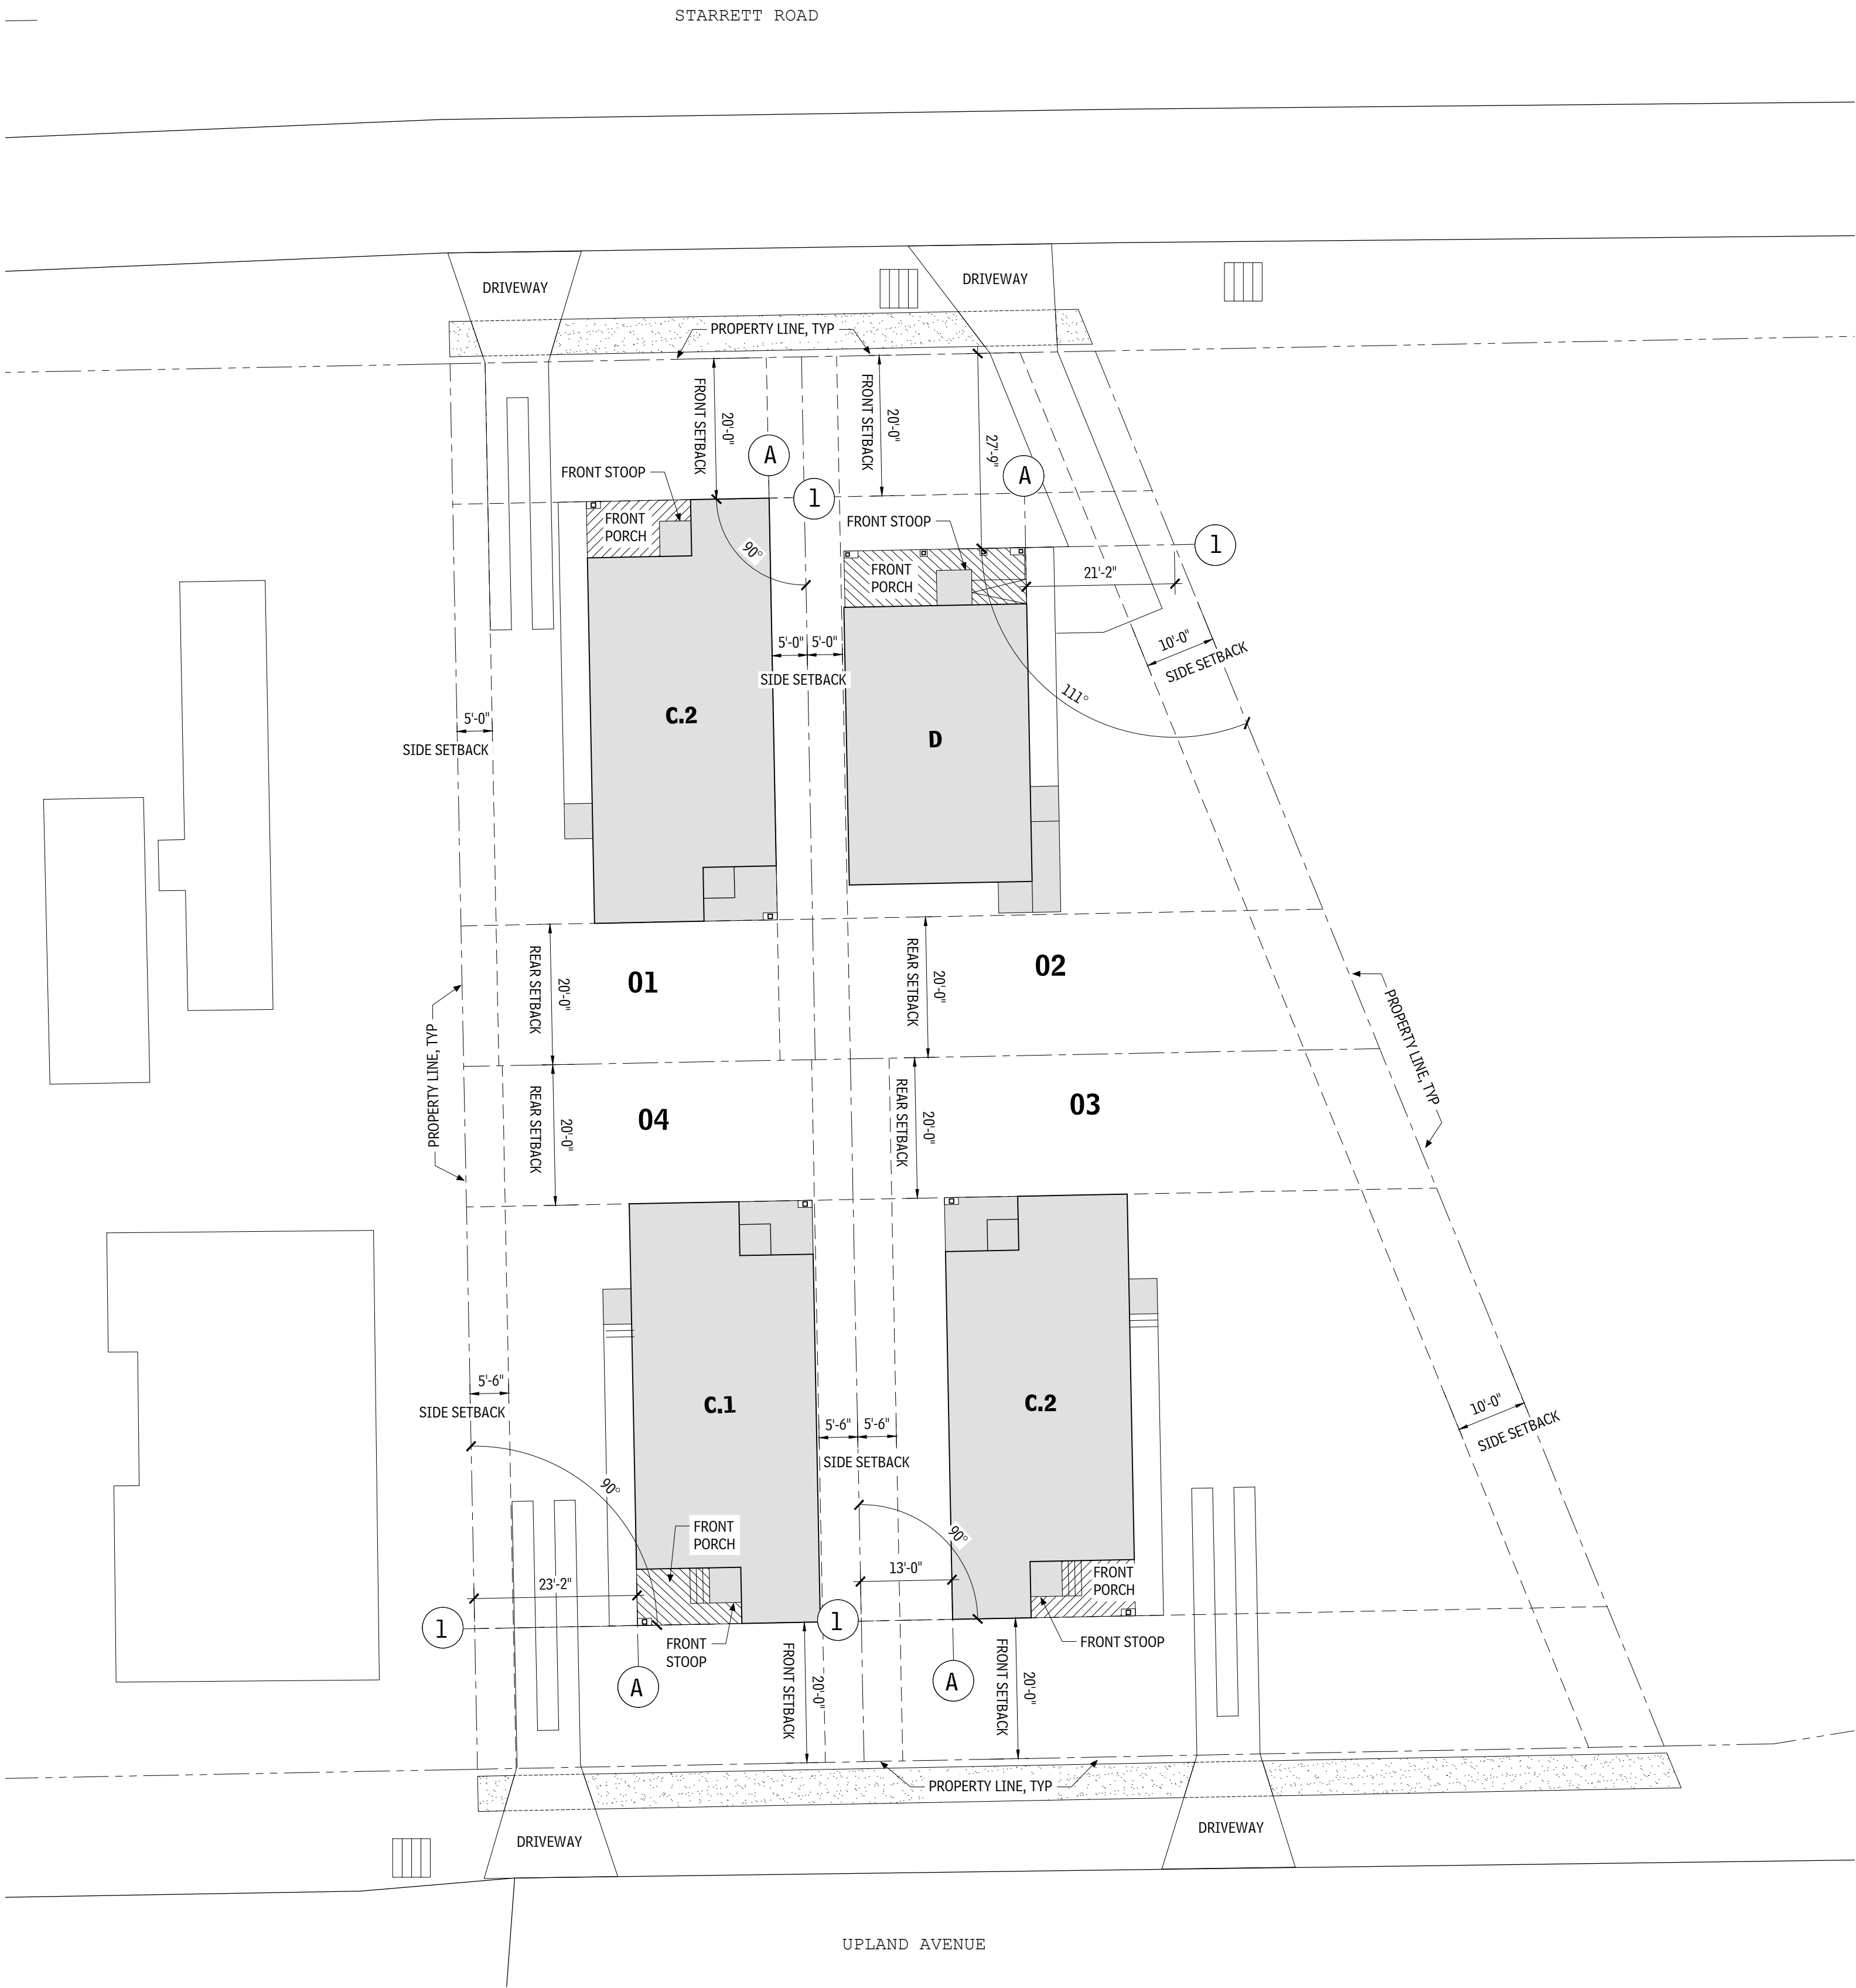 STARRETT ROAD
DRIVEWAY
DRIVEWAY
PROPERTY LINE, TYP
FRONT SETBACK
20'-0"
FRONT SETBACK
20'-0"
27'-9"
A
A
FRONT STOOP
1
FRONT
PORCH
FRONT STOOP
90°
1
FRONT
PORCH
21'-2"
5'-0"
5'-0"
SIDE SETBACK
10'-0"
SIDE SETBACK
111°
C.2
5'-0"
SIDE SETBACK
D
REAR SETBACK
20'-0"
01
REAR SETBACK
20'-0"
02
PROPERTY LINE, TYP
PROPERTY LINE, TYP
REAR SETBACK
20'-0"
04
REAR SETBACK
20'-0"
03
5'-6"
SIDE SETBACK
C.1
C.2
5'-6"
5'-6"
SIDE SETBACK
10'-0"
SIDE SETBACK
90°
FRONT
PORCH
90°
23'-2"
13'-0"
FRONT
PORCH
1
1
FRONT
STOOP
FRONT STOOP
A
A
FRONT SETBACK
20'-0"
FRONT SETBACK
20'-0"
PROPERTY LINE, TYP
DRIVEWAY
DRIVEWAY
UPLAND AVENUE